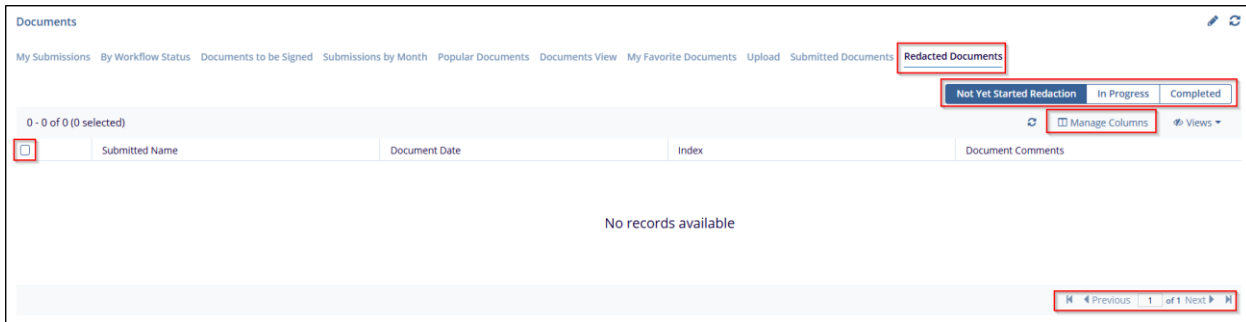 Documents
My Submissions By Workflow Status Documents to be Signed Submissions by Month Popular Documents Documents View My Favorite Documents Upload Submitted Documents Redacted Documents
Not Yet Started Redaction In Progress Completed
0 - 0 of 0 (0 selected) Manage Columns Views
Submitted Name Document Date Index Document Comments
No records available
Previous 1 of 1 Next